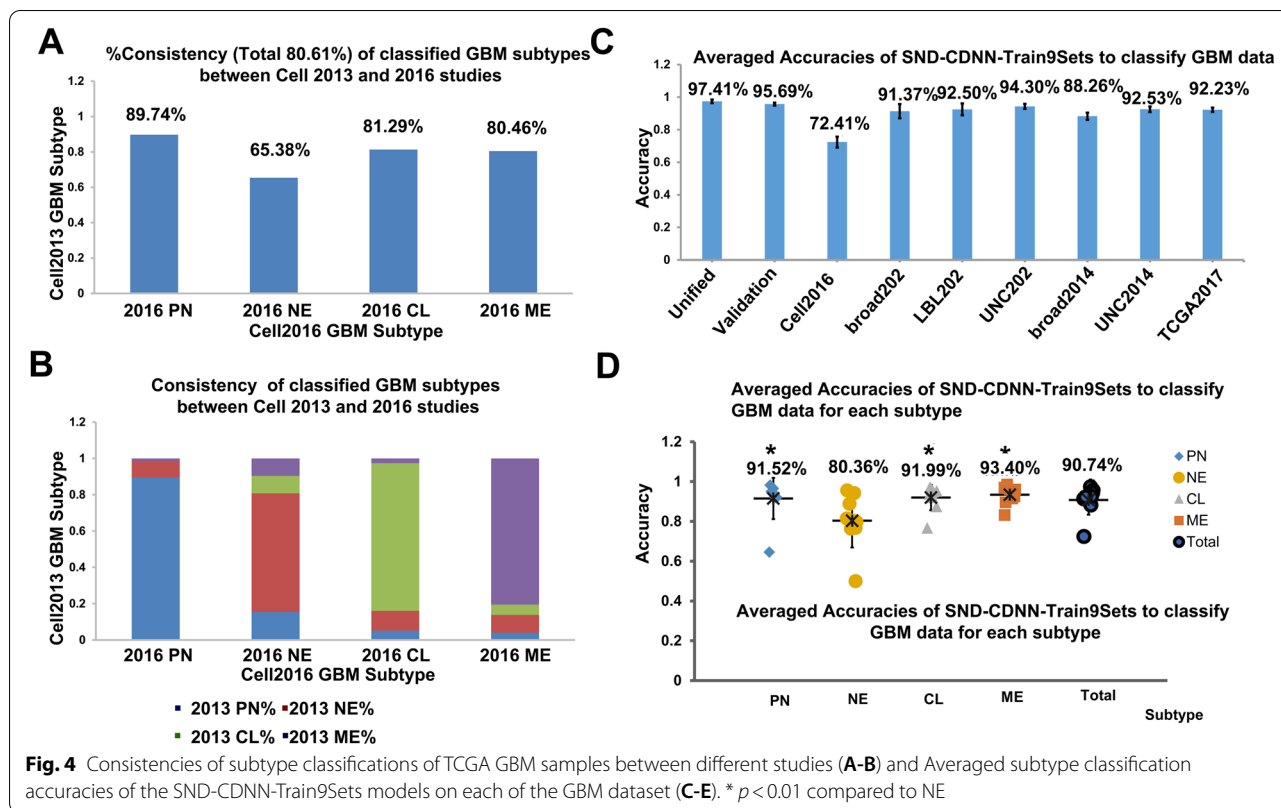 A
%Consistency (Total 80.61%) of classified GBM subtypes
between Cell 2013 and 2016 studies
Cell2013 GBM Subtype
1.2
1
0.8
0.6
0.4
0.2
0
89.74%
65.38%
81.29%
80.46%
2016 PN 2016 NE 2016 CL 2016 ME
Cell2016 GBM Subtype
B
Consistency of classified GBM subtypes
between Cell 2013 and 2016 studies
Cell2013 GBM Subtype
1.2
1
0.8
0.6
0.4
0.2
0
2016 PN 2016 NE 2016 CL 2016 ME
Cell2016 GBM Subtype
2013 PN% 2013 NE%
2013 CL% 2013 ME%
C
Averaged Accuracies of SND-CDNN-Train9Sets to classify GBM data
Accuracy
1.2
1
0.8
0.6
0.4
0.2
0
97.41%
95.69%
72.41%
91.37%
92.50%
94.30%
88.26%
92.53%
92.23%
Unified
Validation
Cell2016
broad202
LBL202
UNC202
broad2014
UNC2014
TCGA2017
D
Averaged Accuracies of SND-CDNN-Train9Sets to classify
GBM data for each subtype
Accuracy
1.2
1
0.8
0.6
0.4
0.2
0
* * *
91.52% 80.36% 91.99% 93.40% 90.74%
PN
NE
CL
ME
Total
Averaged Accuracies of SND-CDNN-Train9Sets to classify
GBM data for each subtype
PN NE CL ME Total
Subtype
Fig. 4 Consistencies of subtype classifications of TCGA GBM samples between different studies (A-B) and Averaged subtype classification
accuracies of the SND-CDNN-Train9Sets models on each of the GBM dataset (C-E). * p < 0.01 compared to NE